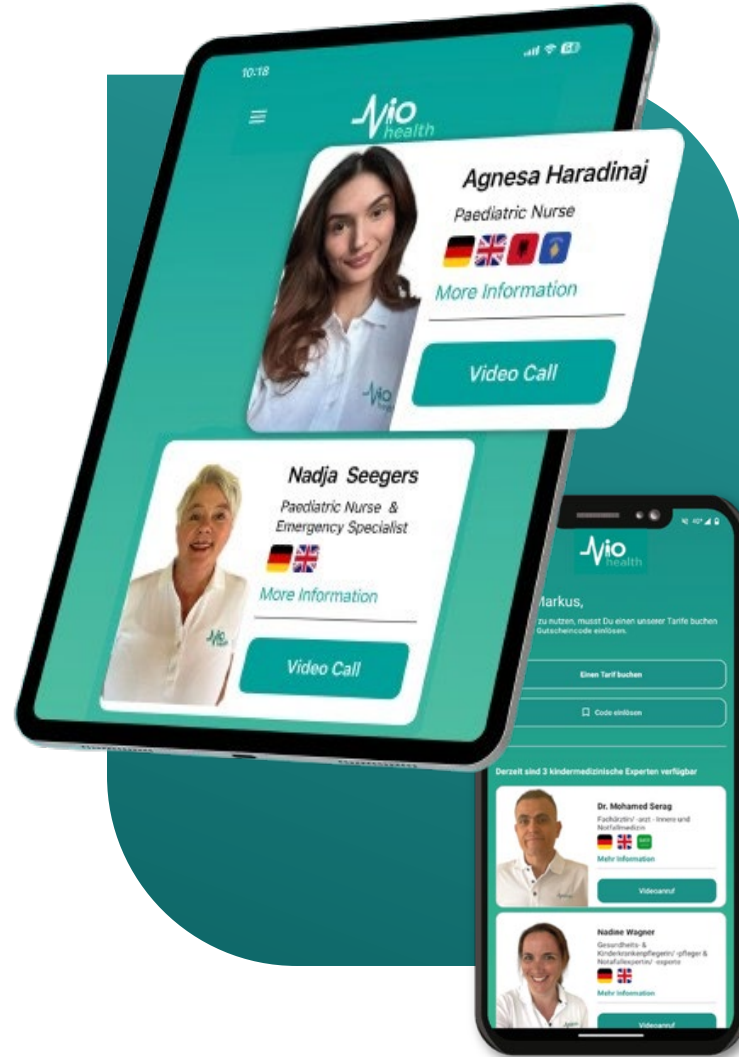 10:18
Vio
health
Agnesa Haradinaj
Paediatric Nurse
More Information
Video Call
Nadja Seegers
Paediatric Nurse &
Emergency Specialist
More Information
Video Call
Vio
health
Markus,
zu nutzen, musst Du einen unserer Tarife buchen
Gutscheincode einlösen.
Einen Tarif buchen
Code einlösen
Derzeit sind 3 kindermedizinische Experten verfügbar
Dr. Mohamed Serag
Fachärztin/ -arzt - Innere und
Notfallmedizin
Mehr Information
Videoanruf
Nadine Wagner
Gesundheits- &
Kinderkrankenpflegerin/ -pfleger &
Notafallexpertin/ -experte
Mehr Information
Videoanruf